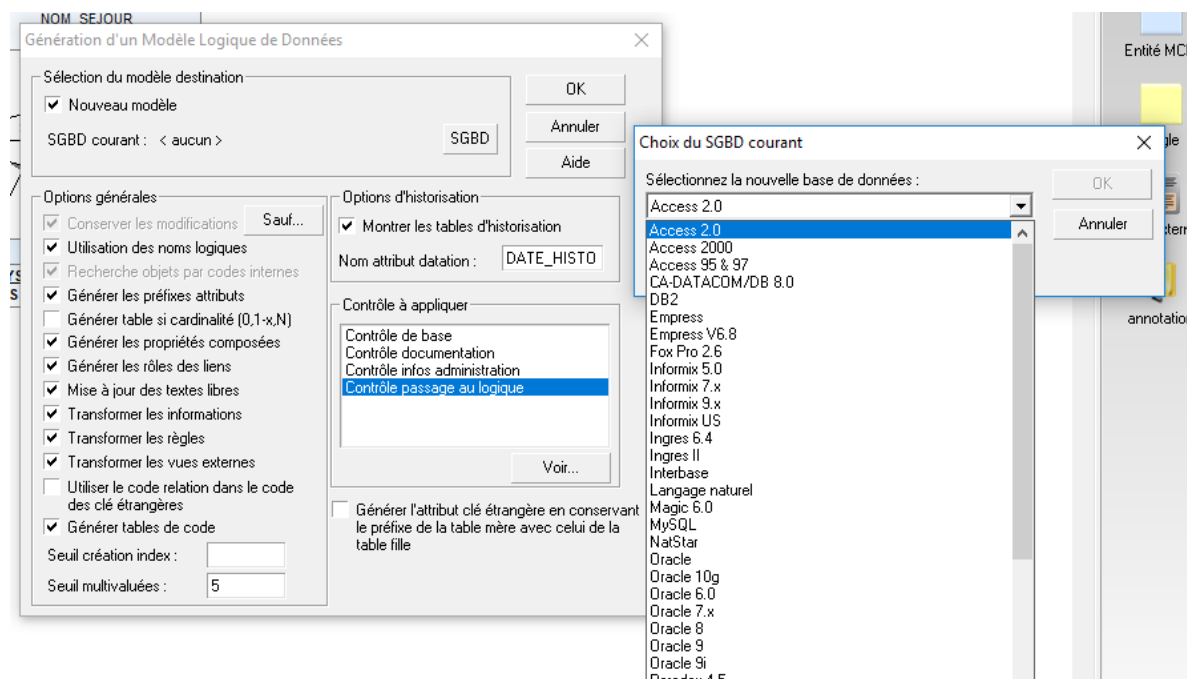 NOM_SEJOUR
Génération d'un Modèle Logique de Données
Sélection du modèle destination
Nouveau modèle
SGBD courant : < aucun >
SGBD
OK
Annuler
Aide
Options générales
Conserver les modifications
Sauf...
Utilisation des noms logiques
Recherche objets par codes internes
Générer les préfixes attributs
Générer table si cardinalité (0,1-x,N)
Générer les propriétés composées
Générer les rôles des liens
Mise à jour des textes libres
Transformer les informations
Transformer les règles
Transformer les vues externes
Utiliser le code relation dans le code
des clé étrangères
Générer tables de code
Seuil création index :
Seuil multivaluées :
5
Options d'historisation
Montrer les tables d'historisation
Nom attribut datation :
DATE_HISTO
Contrôle à appliquer
Contrôle de base
Contrôle documentation
Contrôle infos administration
Contrôle passage au logique
Voir...
Générer l'attribut clé étrangère en conservant
le préfixe de la table mère avec celui de la
table fille
Choix du SGBD courant
Sélectionnez la nouvelle base de données :
Access 2.0
OK
Annuler
Access 2.0
Access 2000
Access 95 & 97
CA-DATACOM/DB 8.0
DB2
Empress
Empress V6.8
Fox Pro 2.6
Informix 5.0
Informix 7.x
Informix 9.x
Informix US
Ingres 6.4
Ingres II
Interbase
Langage naturel
Magic 6.0
MySQL
NatStar
Oracle
Oracle 10g
Oracle 6.0
Oracle 7.x
Oracle 8
Oracle 9
Oracle 9i
Paradox 4.5
Entité MC
gle
tern
annotatio